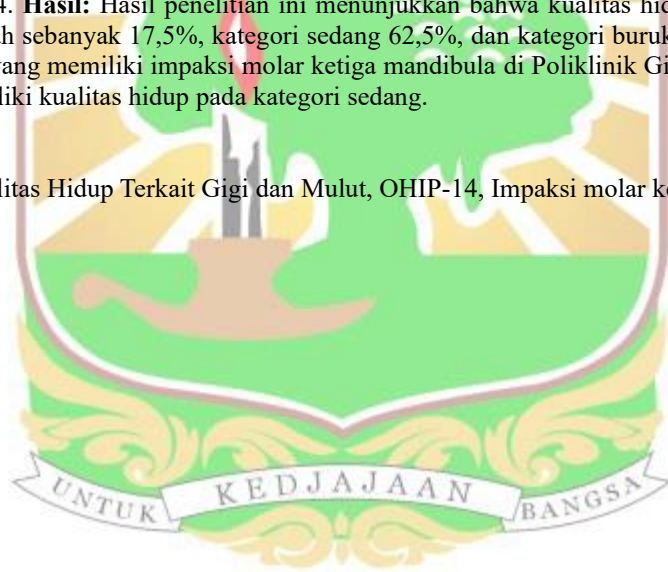 4. Hasil: Hasil penelitian ini menunjukkan bahwa kualitas hid
ah sebanyak 17,5%, kategori sedang 62,5%, dan kategori buruk
yang memiliki impaksi molar ketiga mandibula di Poliklinik Gi
liki kualitas hidup pada kategori sedang.
litas Hidup Terkait Gigi dan Mulut, OHIP-14, Impaksi molar ke
UNTUK KEDJAJAAN BANGSA